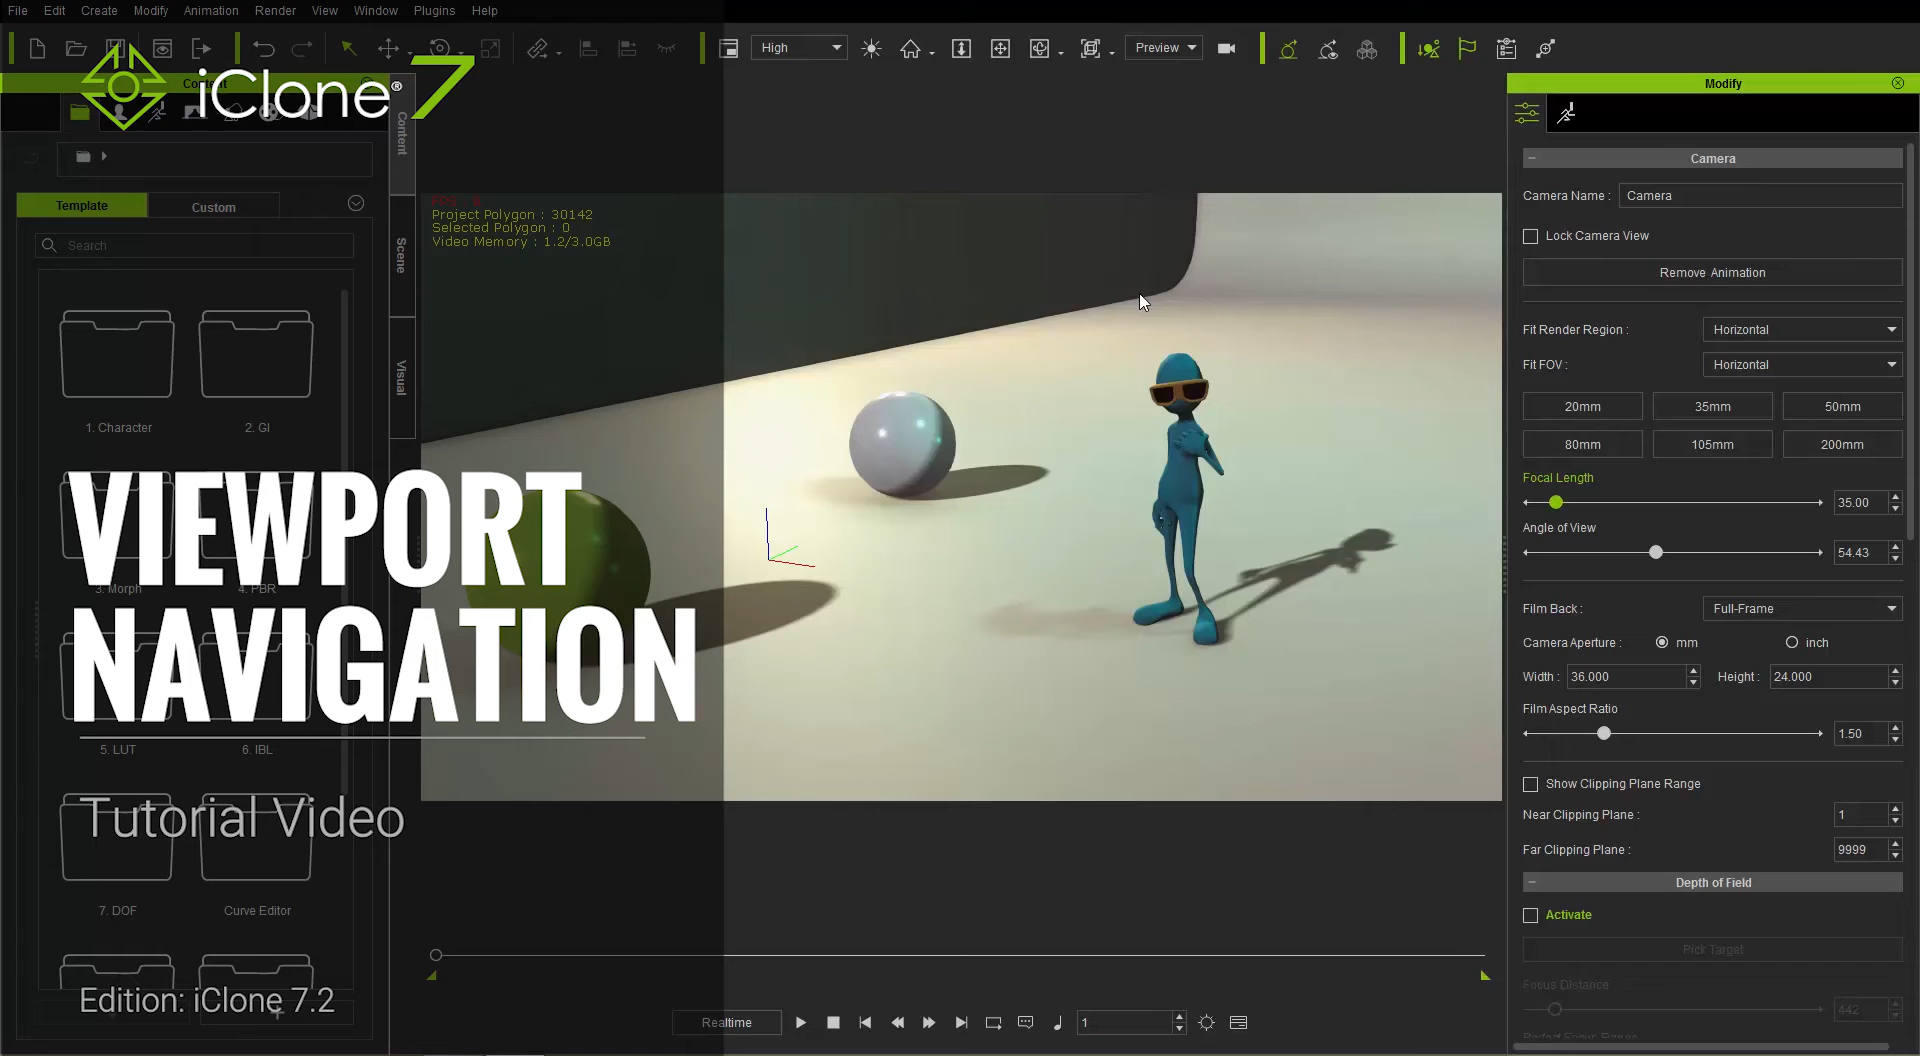 File Edit Create Modify Animation Render View Window Plugins Help
iClone® 7
High
Preview
Content
Modify
Content
Scene
Visual
Template
Custom
Search
1. Character
2. GI
3. Morph
4. PBR
5. LUT
6. IBL
7. DOF
Curve Editor
VIEWPORT
NAVIGATION
Tutorial Video
Edition: iClone 7.2
Project Polygon : 30142
Selected Polygon : 0
Video Memory : 1.2/3.0GB
Realtime
1
Camera
Camera Name : Camera
Lock Camera View
Remove Animation
Fit Render Region : Horizontal
Fit FOV : Horizontal
20mm 35mm 50mm
80mm 105mm 200mm
Focal Length
35.00
Angle of View
54.43
Film Back : Full-Frame
Camera Aperture : mm inch
Width : 36.000 Height : 24.000
Film Aspect Ratio
1.50
Show Clipping Plane Range
Near Clipping Plane : 1
Far Clipping Plane : 9999
Depth of Field
Activate
Pick Target
Focus Distance
442
Perfect Focus Range